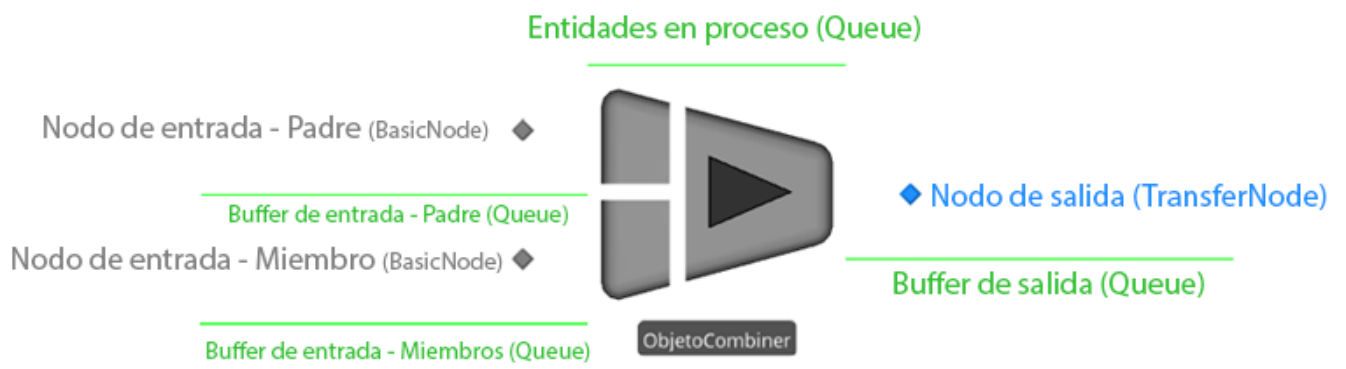 Entidades en proceso (Queue)
Nodo de entrada - Padre (BasicNode)
Nodo de salida (TransferNode)
Buffer de entrada - Padre (Queue)
Nodo de entrada - Miembro (BasicNode)
Buffer de salida (Queue)
ObjetoCombiner
Buffer de entrada - Miembros (Queue)